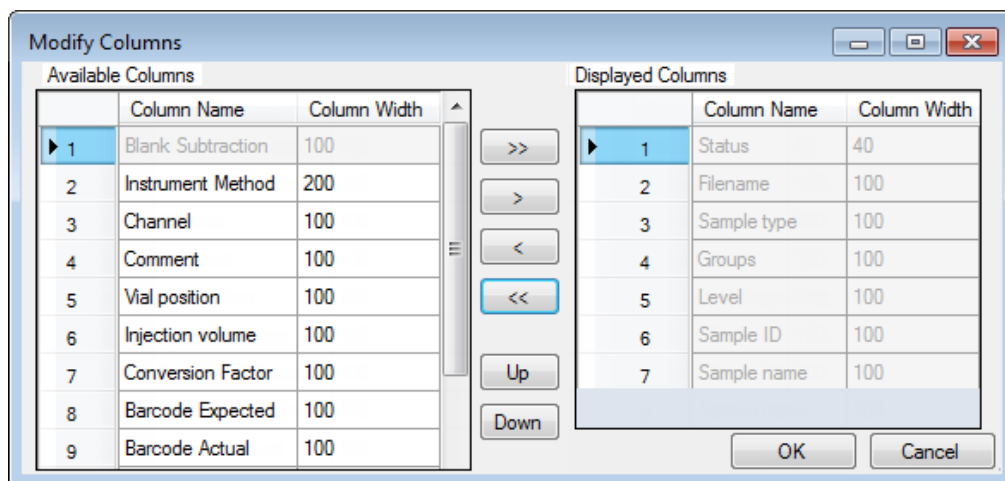 Modify Columns
Available Columns
Column Name Column Width
1 Blank Subtraction 100
2 Instrument Method 200
3 Channel 100
4 Comment 100
5 Vial position 100
6 Injection volume 100
7 Conversion Factor 100
8 Barcode Expected 100
9 Barcode Actual 100
>>
>
<
<<
Up
Down
Displayed Columns
Column Name Column Width
1 Status 40
2 Filename 100
3 Sample type 100
4 Groups 100
5 Level 100
6 Sample ID 100
7 Sample name 100
OK Cancel